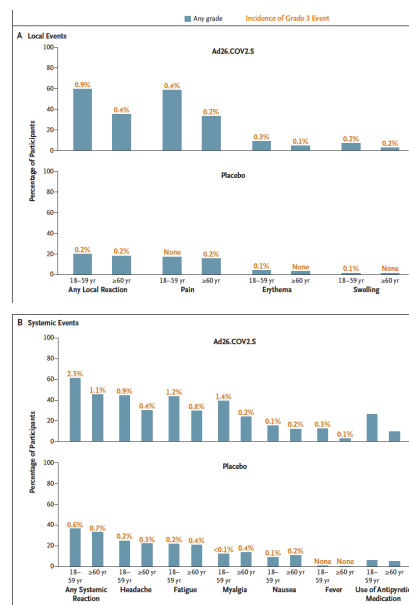 Any grade Incidence of Grade 3 Event
A Local Events
Ad26.COV2.S
Percentage of Participants
100
80
60
40
20
0
0.9% 0.4% 0.4% 0.2% 0.3% 0.1% 0.2% 0.2%
Placebo
100
80
60
40
20
0
0.2% 0.2% None 0.2% 0.1% None 0.1% None
18–59 yr ≥60 yr 18–59 yr ≥60 yr 18–59 yr ≥60 yr 18–59 yr ≥60 yr
Any Local Reaction Pain Erythema Swelling
B Systemic Events
Ad26.COV2.S
Percentage of Participants
100
80
60
40
20
0
2.3% 1.1% 0.9% 0.4% 1.2% 0.8% 1.4% 0.2% 0.1% 0.2% 0.3% 0.1%
Placebo
100
80
60
40
20
0
0.6% 0.7% 0.2% 0.3% 0.2% 0.4% <0.1% 0.4% 0.1% 0.2% None None
18– ≥60 yr 18– ≥60 yr 18– ≥60 yr 18– ≥60 yr 18– ≥60 yr 18– ≥60 yr 18– ≥60 yr
59 yr 59 yr 59 yr 59 yr 59 yr 59 yr 59 yr
Any Systemic Headache Fatigue Myalgia Nausea Fever Use of Antipyretic
Reaction Medication